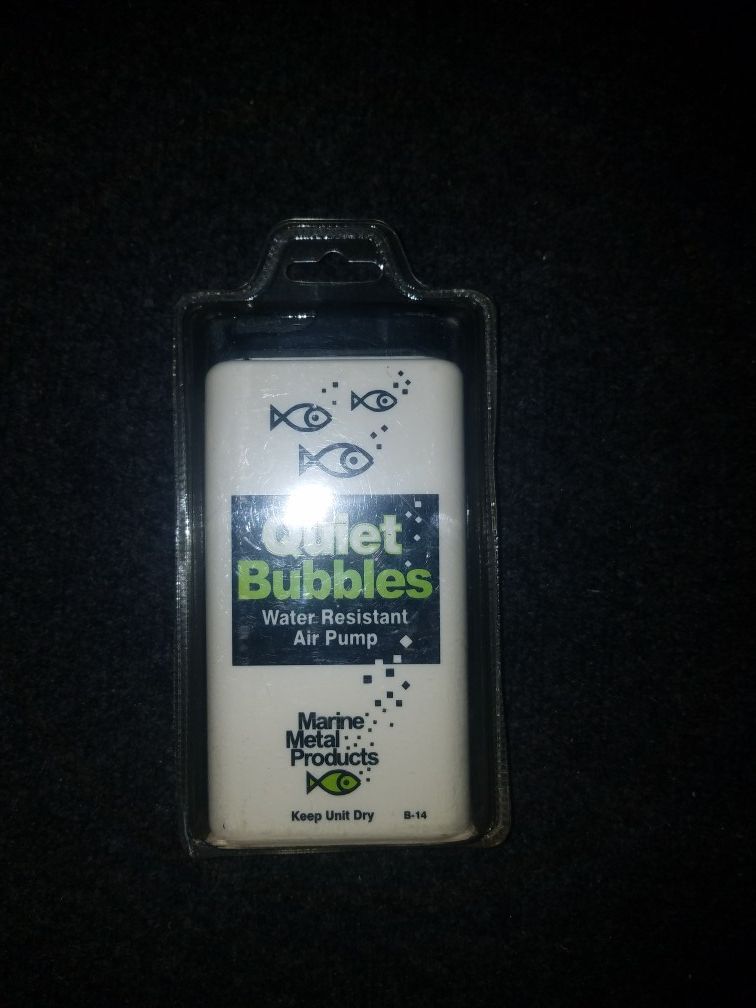 Quiet
Bubbles
Water Resistant
Air Pump
Marine
Metal
Products
Keep Unit Dry B-14